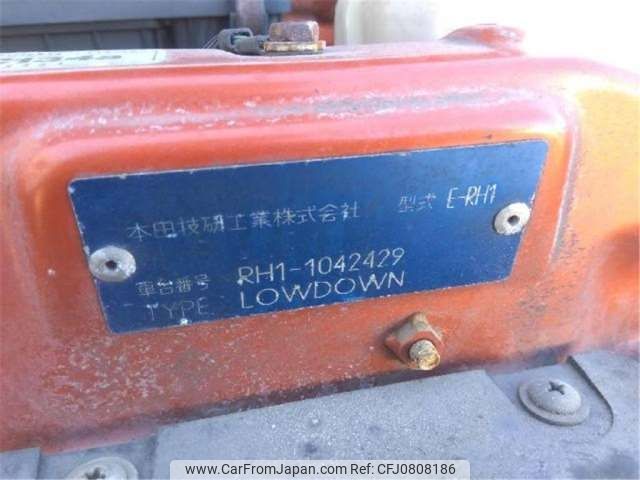 本田技研工業株式会社 型式 E-RH1
車台番号 RH1-1042429
TYPE LOWDOWN
www.CarFromJapan.com - CFJ0808186